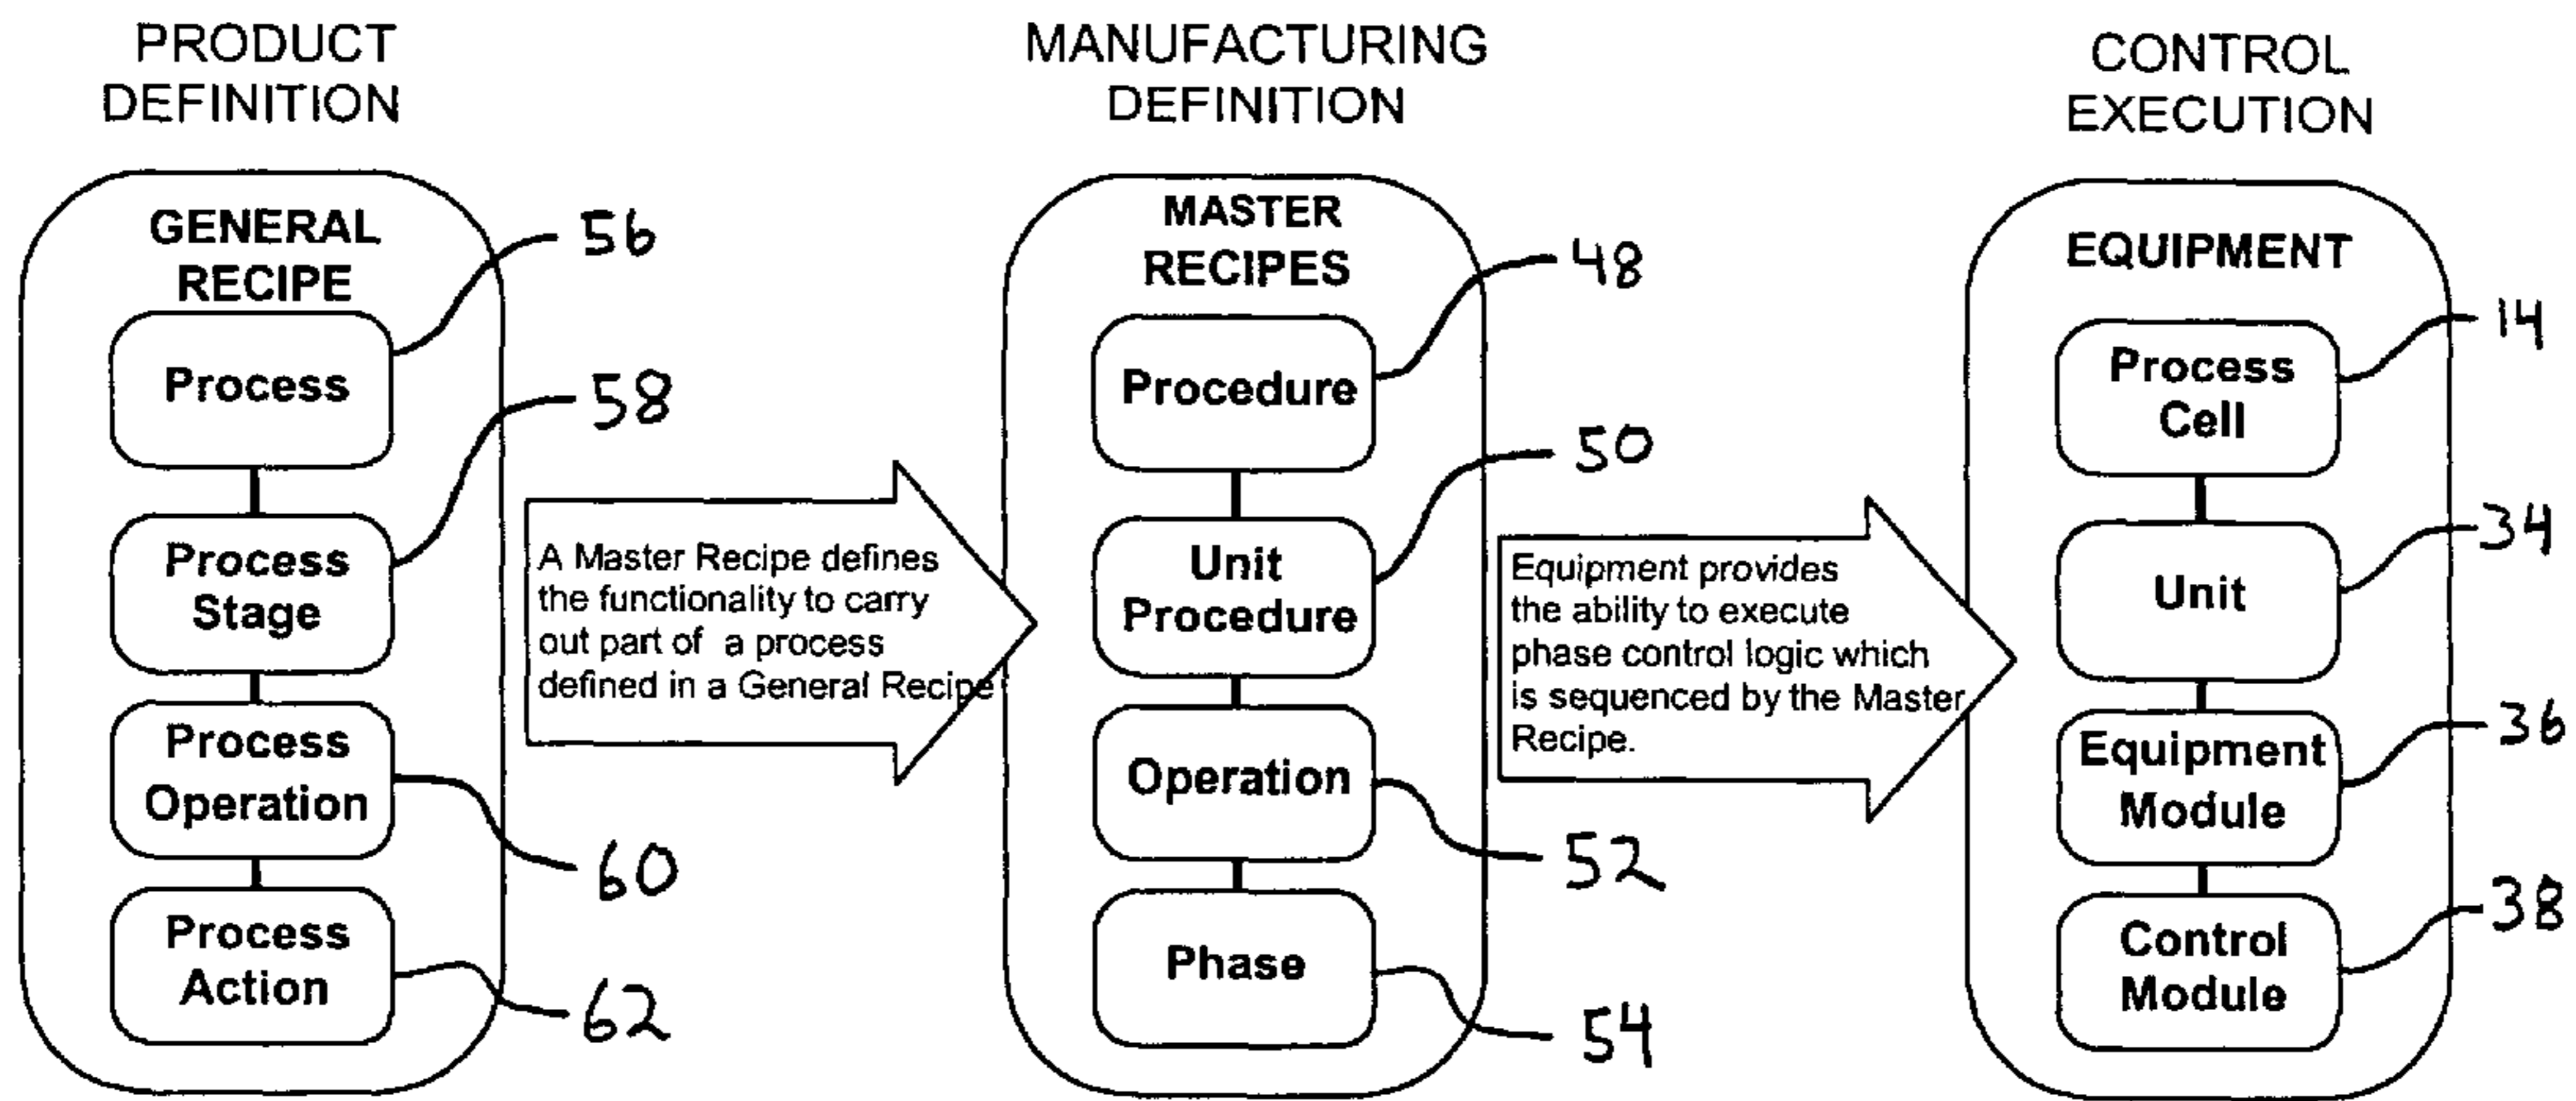 PRODUCT
DEFINITION
GENERAL
RECIPE
Process
56
Process
Stage
58
Process
Operation
60
Process
Action
62
A Master Recipe defines
the functionality to carry
out part of a process
defined in a General Recipe
MANUFACTURING
DEFINITION
MASTER
RECIPES
Procedure
48
Unit
Procedure
50
Operation
52
Phase
54
Equipment provides
the ability to execute
phase control logic which
is sequenced by the Master
Recipe.
CONTROL
EXECUTION
EQUIPMENT
Process
Cell
14
Unit
34
Equipment
Module
36
Control
Module
38